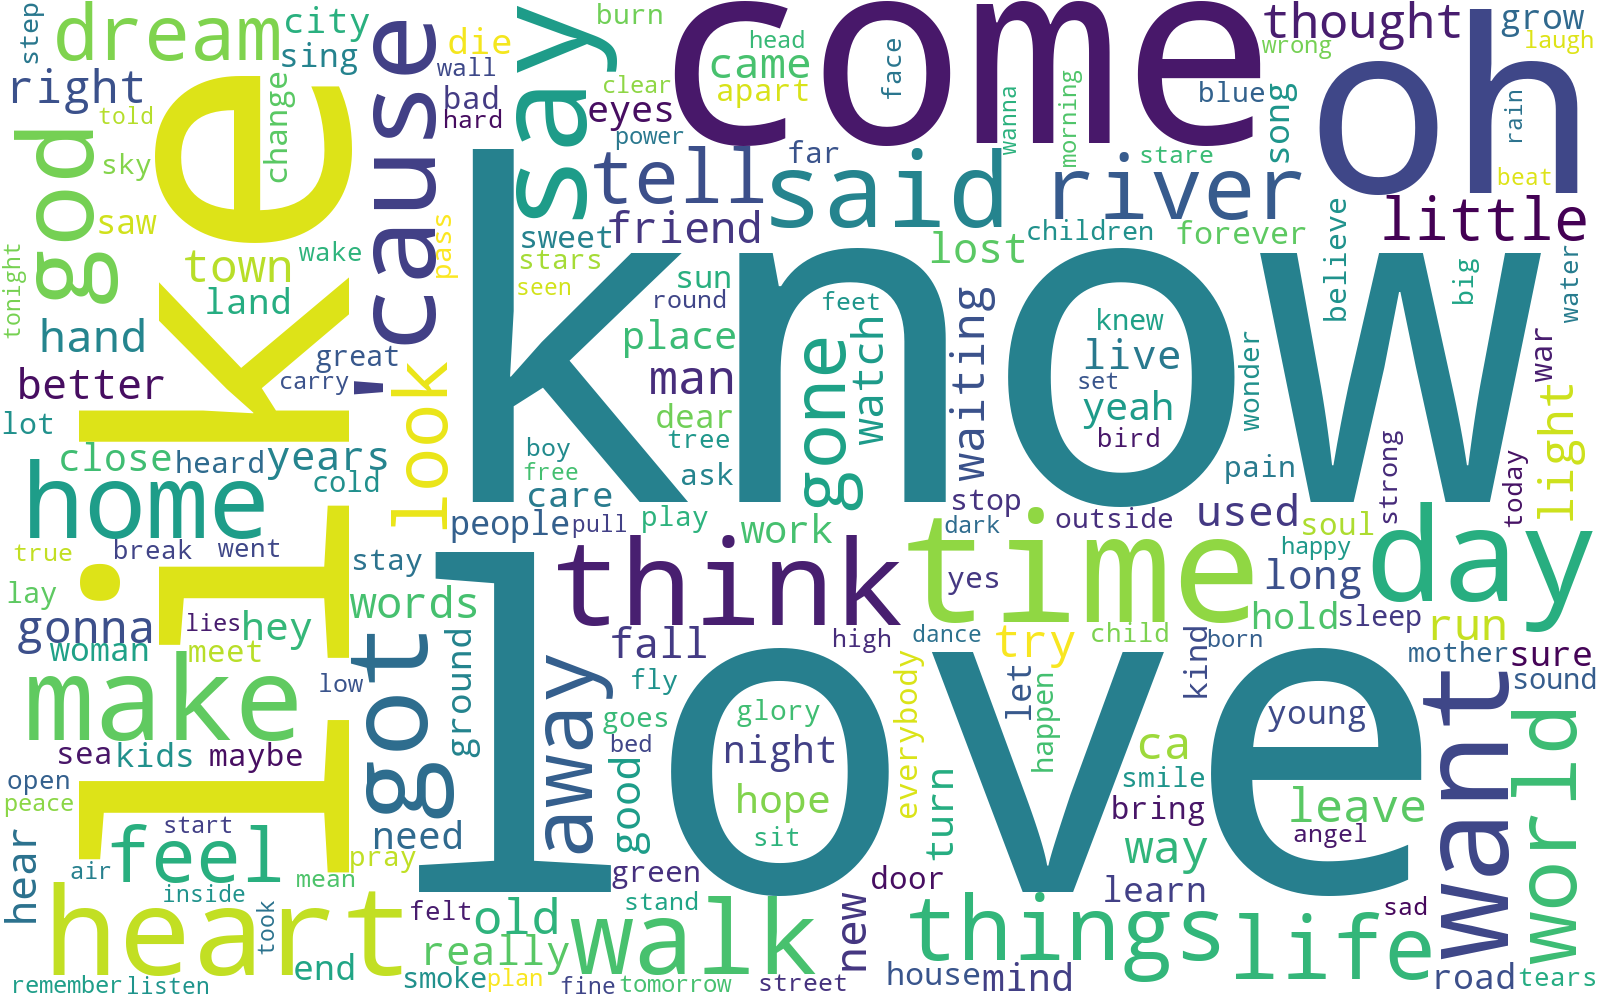 step
dream
city
sing
burn
say
come
head
came
apart
face
thought
grow
wrong
laugh
die
wall
bad
hard
clear
eyes
power
blue
song
oh
rain
beat
right
told
change
'cause
wanna
morning
god
sky
saw
like
tell
far
said
stare
river
little
tonight
town
wake
land
pass
sweet
friend
stars
seen
know
lost
children
forever
believe
big
water
sun
round
feet
hand
better
great
carry
look
place
man
gone
watch
waiting
knew
live
set
yeah
bird
wonder
war
light
dear
tree
lot
close
heard
years
cold
boy
free
ask
care
pain
strong
today
home
people
pull
play
work
stop
dark
outside
used
soul
true
break
went
stay
think
time
yes
happy
long
day
lay
gonna
lies
hey
words
woman
meet
got
ground
fall
high
dance
try
child
hold
sleep
born
run
mother
sure
sound
make
low
away
fly
love
goes
glory
night
bed
everybody
let
happen
kind
young
want
world
sea
kids
maybe
open
peace
hope
good
sit
turn
ca
smile
bring
leave
angel
hear
start
need
feel
pray
air
mean
inside
green
door
way
learn
heart
took
felt
old
stand
walk
new
things
life
sad
really
end
smoke
plan
remember
listen
fine
tomorrow
street
house
mind
road
tears